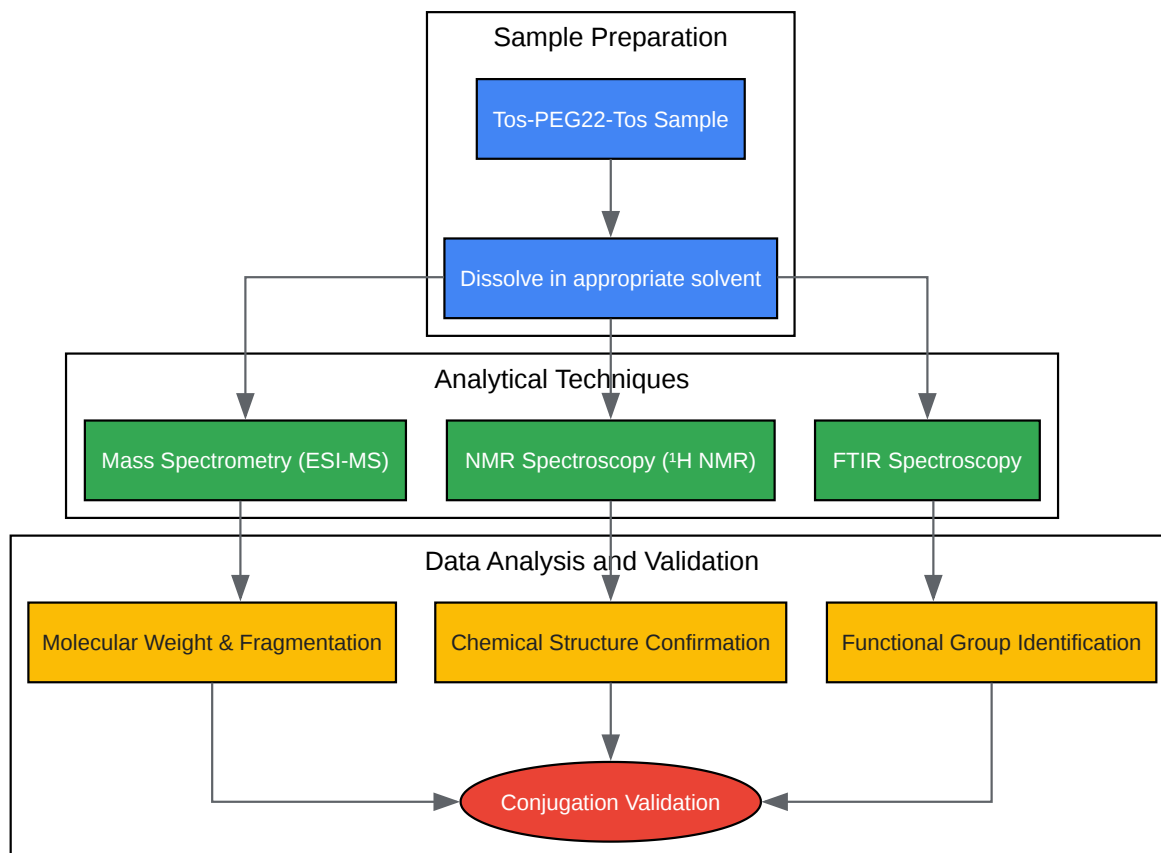 Sample Preparation
Tos-PEG22-Tos Sample
Dissolve in appropriate solvent
Analytical Techniques
Mass Spectrometry (ESI-MS)
NMR Spectroscopy (¹H NMR)
FTIR Spectroscopy
Data Analysis and Validation
Molecular Weight & Fragmentation
Chemical Structure Confirmation
Functional Group Identification
Conjugation Validation